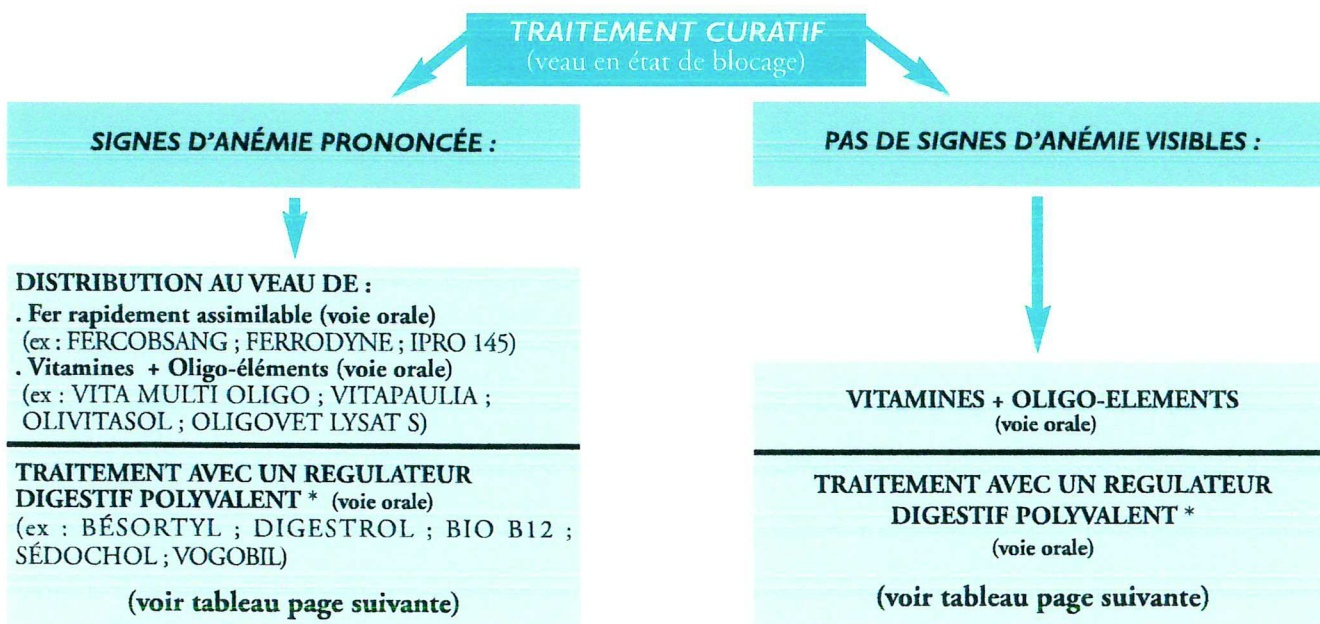 TRAITEMENT CURATIF
(veau en état de blocage)
SIGNES D'ANÉMIE PRONONCÉE :
DISTRIBUTION AU VEAU DE :
. Fer rapidement assimilable (voie orale)
(ex : FERCOBSANG ; FERRODYNE ; IPRO 145)
. Vitamines + Oligo-éléments (voie orale)
(ex : VITA MULTI OLIGO ; VITAPAULIA ;
OLIVITASOL ; OLIGOVET LYSAT S)
TRAITEMENT AVEC UN REGULATEUR
DIGESTIF POLYVALENT * (voie orale)
(ex : BÉSORTYL ; DIGESTROL ; BIO B12 ;
SÉDOCHOL ; VOGOBIL)
(voir tableau page suivante)
PAS DE SIGNES D'ANÉMIE VISIBLES :
VITAMINES + OLIGO-ELEMENTS
(voie orale)
TRAITEMENT AVEC UN REGULATEUR
DIGESTIF POLYVALENT *
(voie orale)
(voir tableau page suivante)